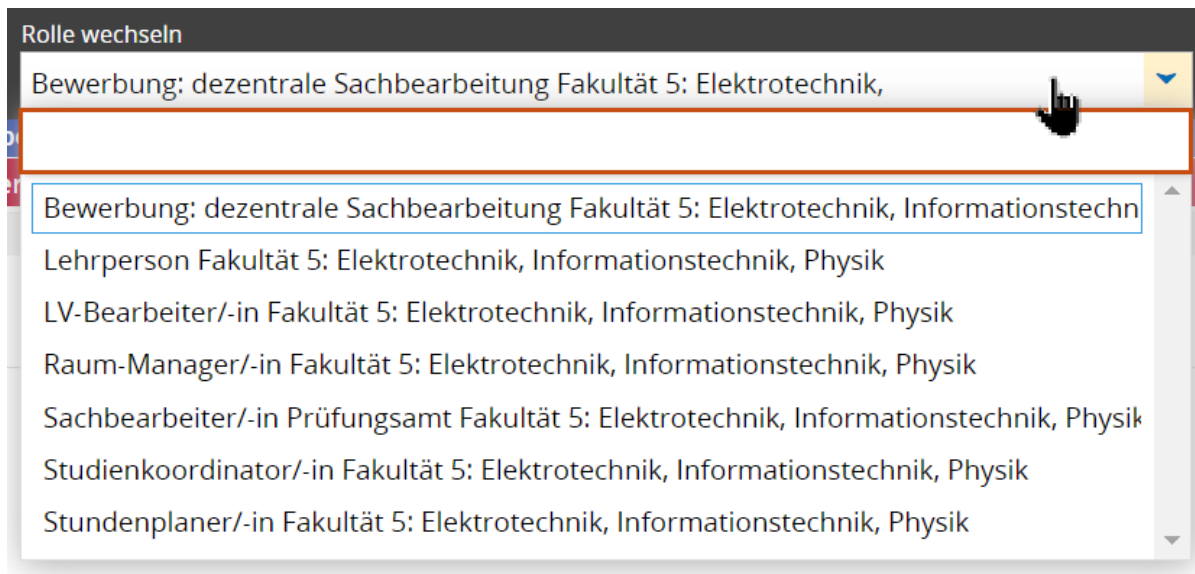 Rolle wechseln
Bewerbung: dezentrale Sachbearbeitung Fakultät 5: Elektrotechnik,
Bewerbung: dezentrale Sachbearbeitung Fakultät 5: Elektrotechnik, Informationstechn
Lehrperson Fakultät 5: Elektrotechnik, Informationstechnik, Physik
LV-Bearbeiter/-in Fakultät 5: Elektrotechnik, Informationstechnik, Physik
Raum-Manager/-in Fakultät 5: Elektrotechnik, Informationstechnik, Physik
Sachbearbeiter/-in Prüfungsamt Fakultät 5: Elektrotechnik, Informationstechnik, Physik
Studienkoordinator/-in Fakultät 5: Elektrotechnik, Informationstechnik, Physik
Stundenplaner/-in Fakultät 5: Elektrotechnik, Informationstechnik, Physik